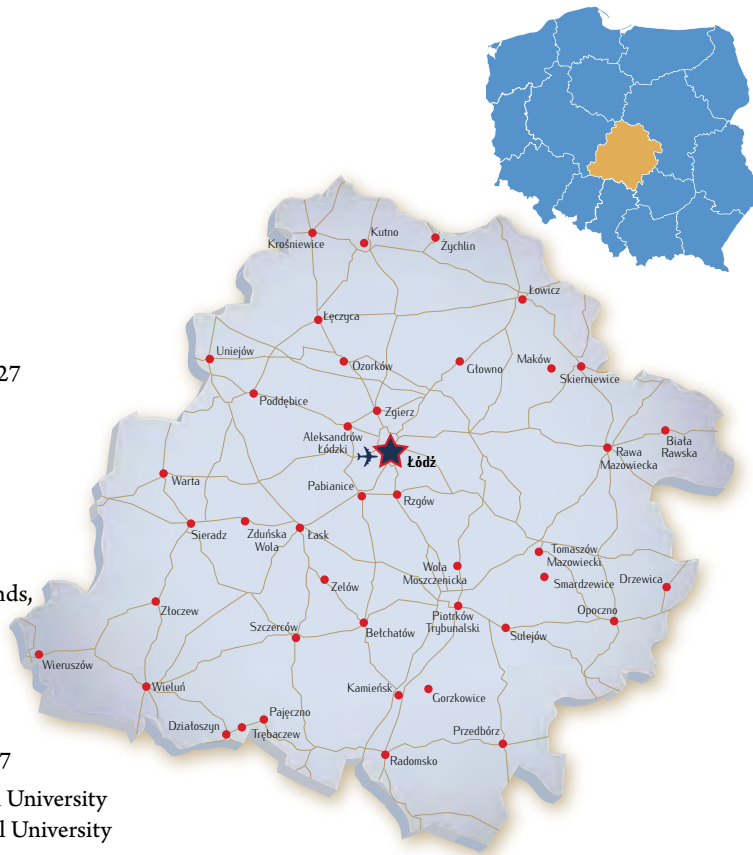 Krośniewice
Kutno
Żychlin
Łowicz
Łęczyca
Uniejów
Ozorków
Głowno
Maków
Skierniewice
27
Poddębice
Zgierz
Aleksandrów
Łódzki
Łódź
Rawa
Mazowiecka
Biała
Rawska
Warta
Pabianice
Rzgów
Sieradz
Zduńska
Wola
Łask
Tomaszów
Mazowiecki
Wola
Moszczenicka
Smardzewice
Drzewica
Zelów
nds,
Złoczew
Szczerców
Bełchatów
Piotrków
Trybunalski
Sulejów
Opoczno
Wieruszów
Wieluń
Kamieńsk
Gorzkowice
Pajęczno
Działoszyn
Trębaczew
Przedbórz
Radomsko
7
University
l University